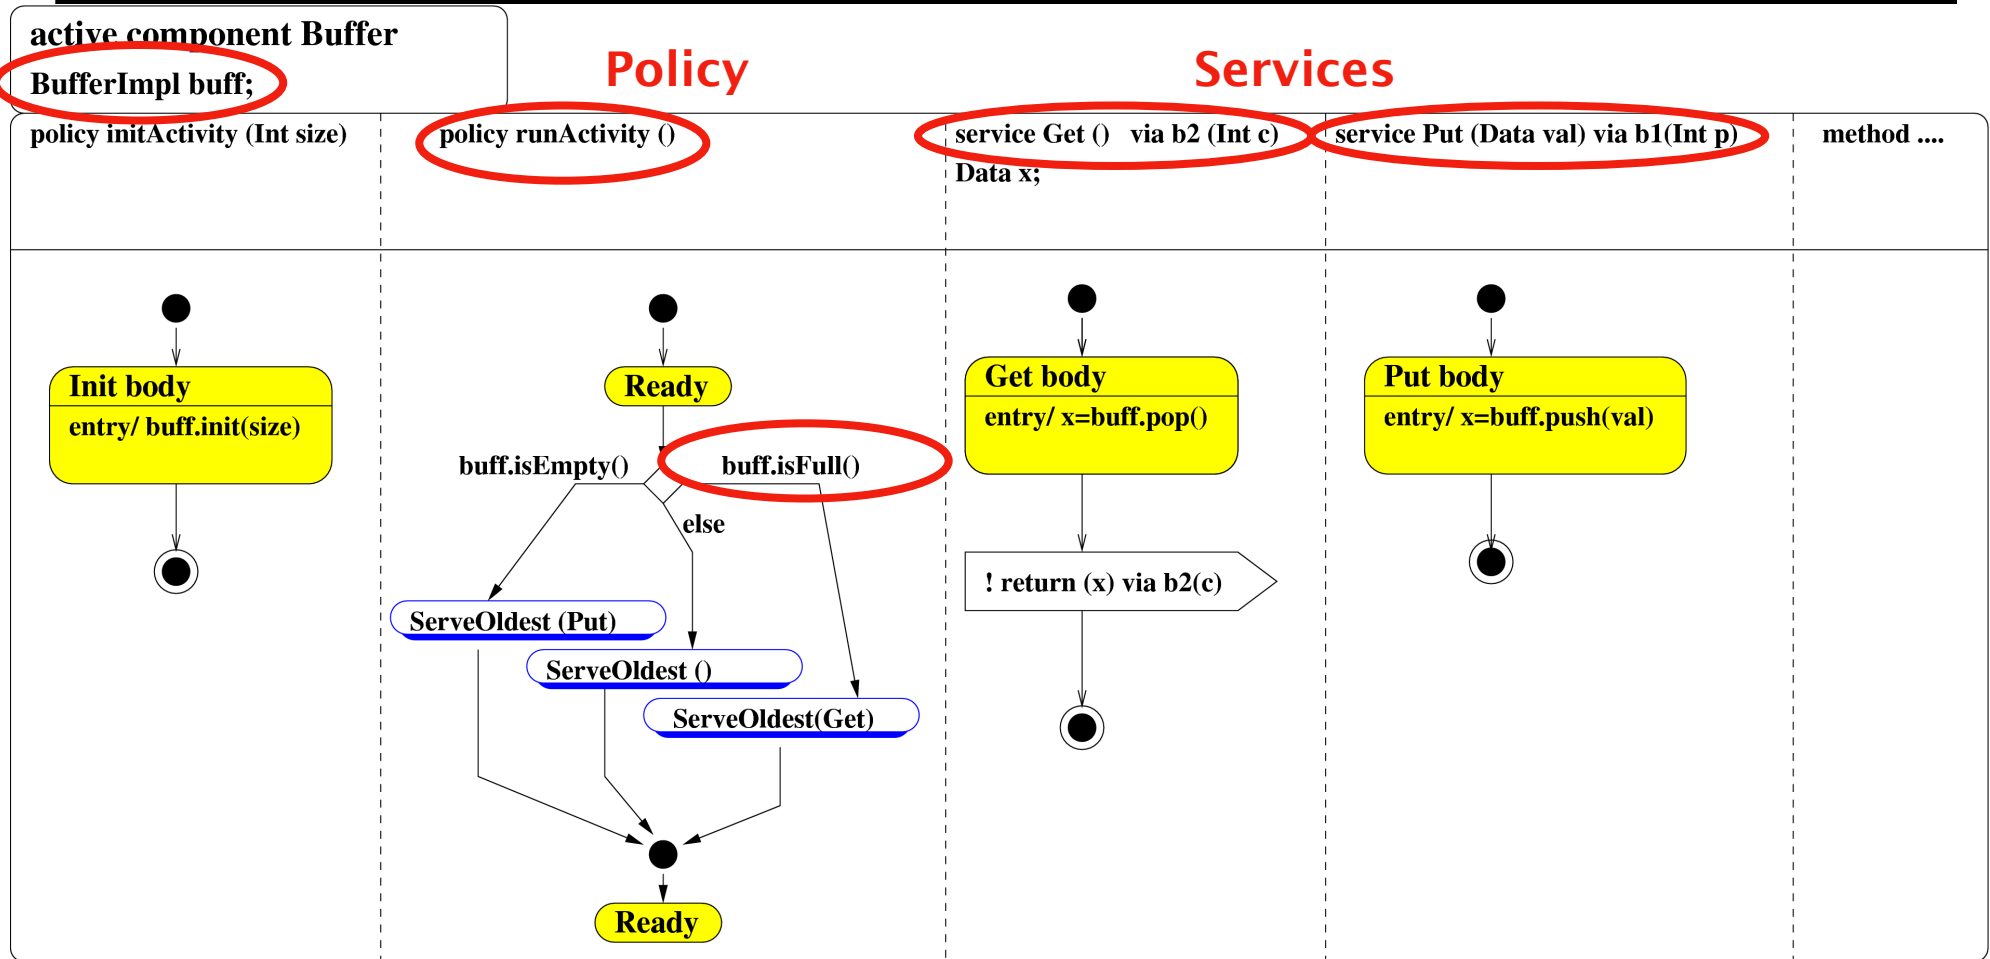 active component Buffer
BufferImpl buff;
Policy
Services
policy initActivity (Int size)
policy runActivity ()
service Get () via b2 (Int c)
Data x;
service Put (Data val) via b1(Int p)
method ....
Init body
entry/ buff.init(size)
Ready
buff.isEmpty()
buff.isFull()
else
ServeOldest (Put)
ServeOldest ()
ServeOldest(Get)
Ready
Get body
entry/ x=buff.pop()
! return (x) via b2(c)
Put body
entry/ x=buff.push(val)